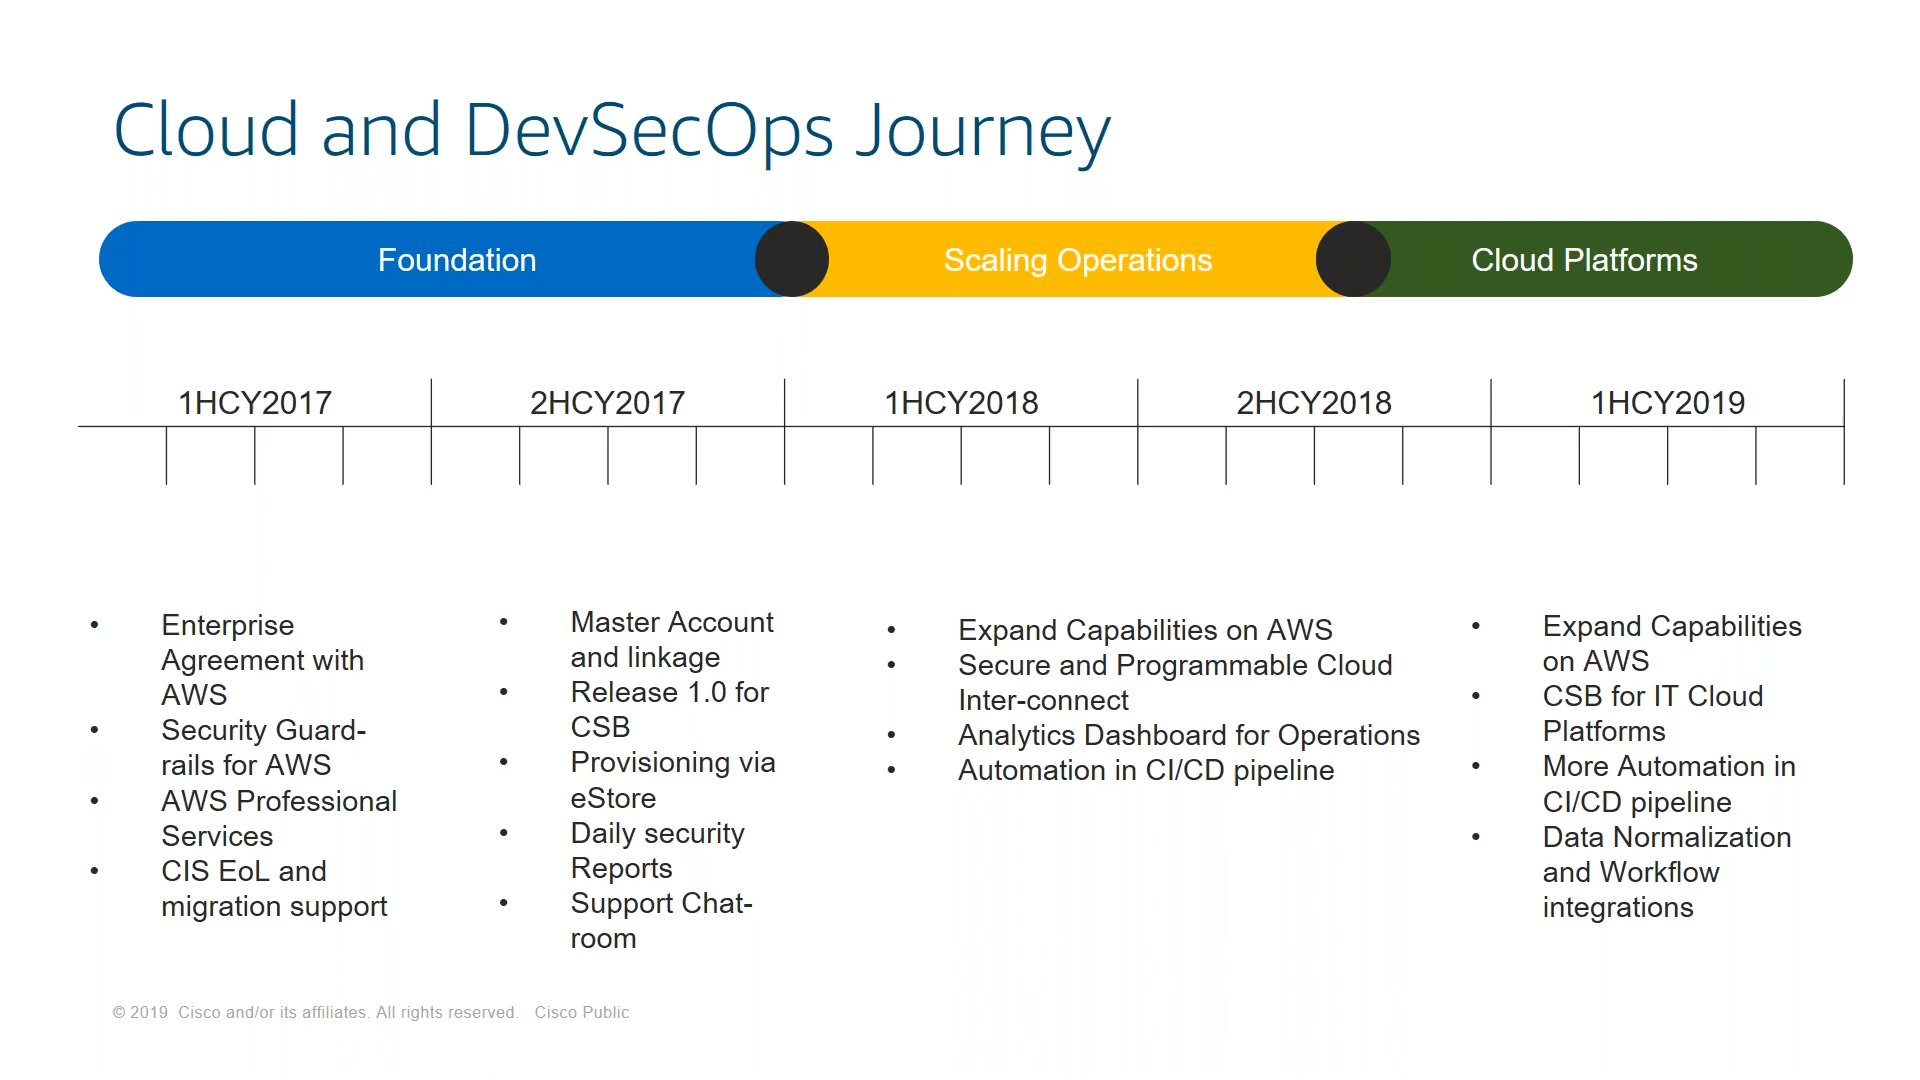 Cloud and DevSecOps Journey
Foundation
Scaling Operations
Cloud Platforms
1HCY2017
2HCY2017
1HCY2018
2HCY2018
1HCY2019
• Enterprise
Agreement with
AWS
• Security Guard-
rails for AWS
• AWS Professional
Services
• CIS EoL and
migration support
• Master Account
and linkage
• Release 1.0 for
CSB
• Provisioning via
eStore
• Daily security
Reports
• Support Chat-
room
• Expand Capabilities on AWS
• Secure and Programmable Cloud
Inter-connect
• Analytics Dashboard for Operations
• Automation in CI/CD pipeline
• Expand Capabilities
on AWS
• CSB for IT Cloud
Platforms
• More Automation in
CI/CD pipeline
• Data Normalization
and Workflow
integrations
© 2019 Cisco and/or its affiliates. All rights reserved. Cisco Public